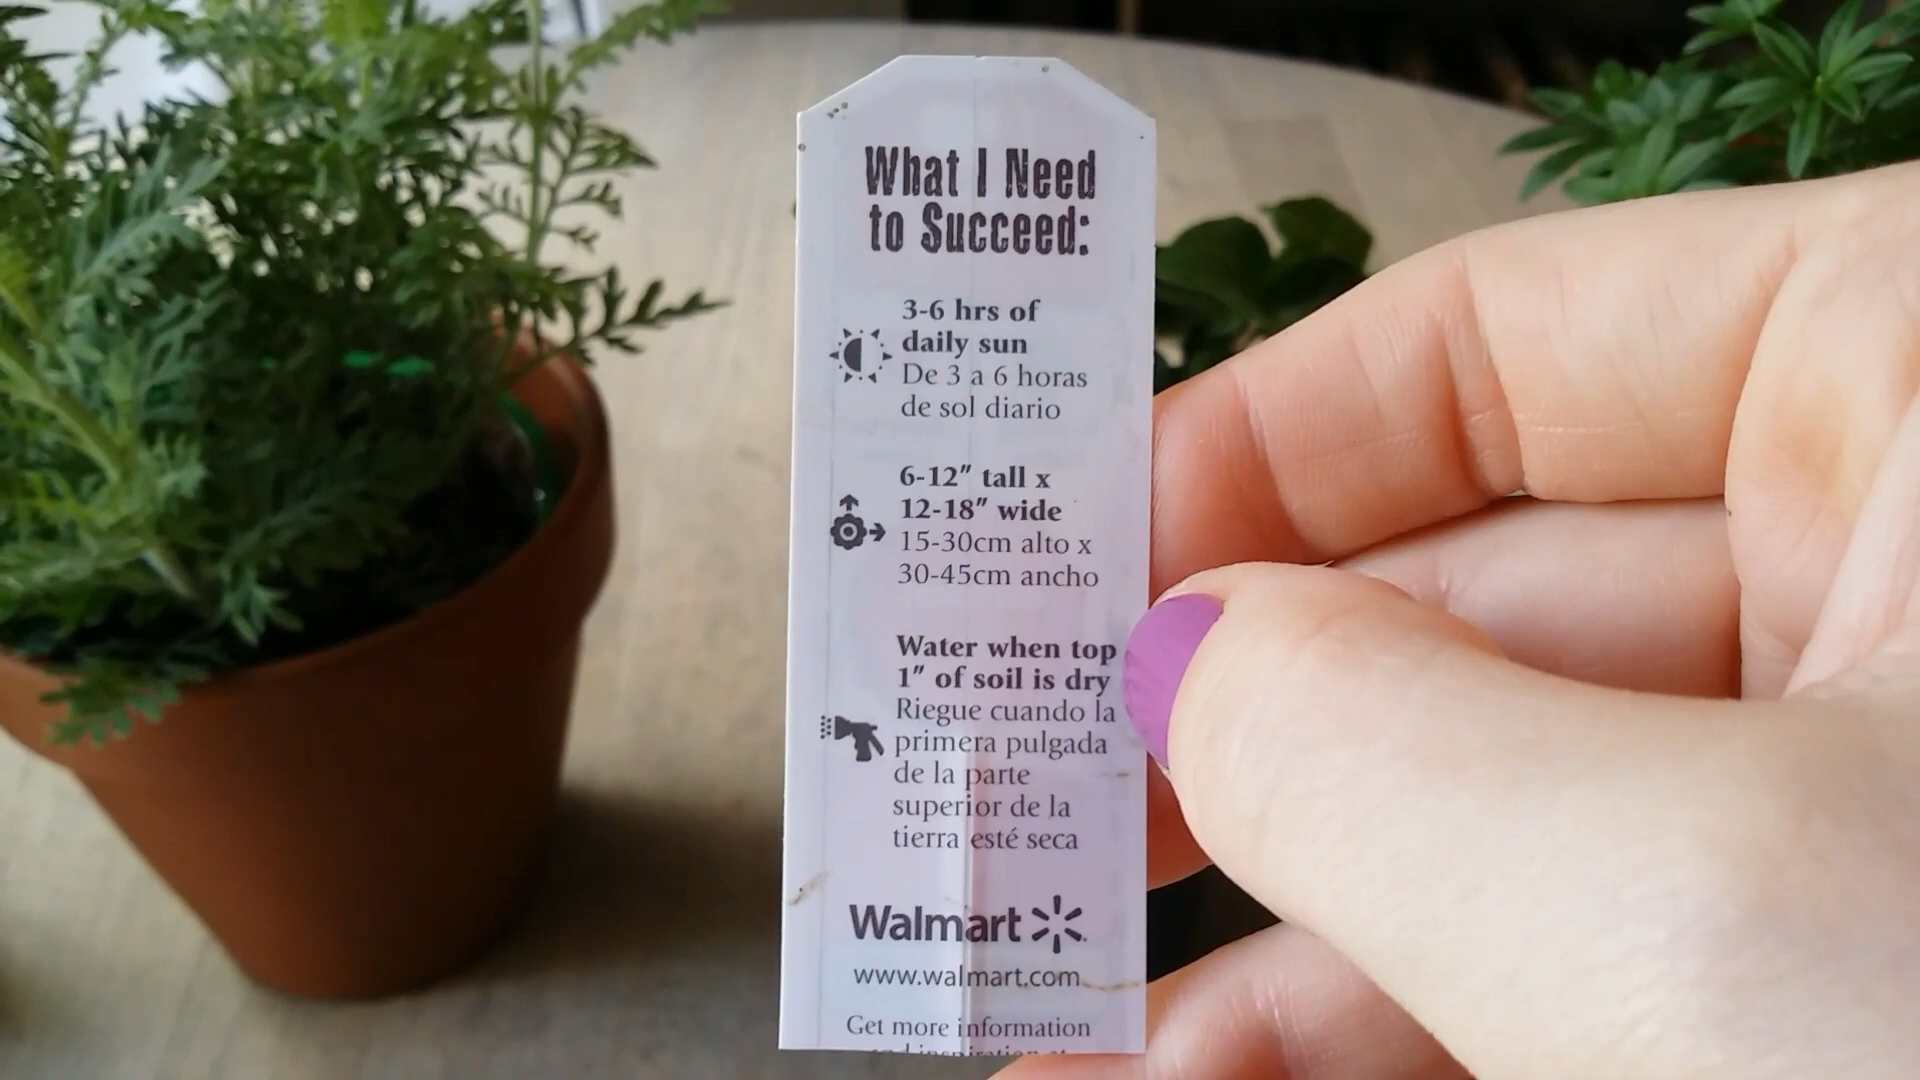 What I Need
to Succeed:
3-6 hrs of
daily sun
De 3 a 6 horas
de sol diario
6-12" tall x
12-18" wide
15-30cm alto x
30-45cm ancho
Water when top
1" of soil is dry
Riegue cuando la
primera pulgada
de la parte
superior de la
tierra esté seca
Walmart
www.walmart.com
Get more information